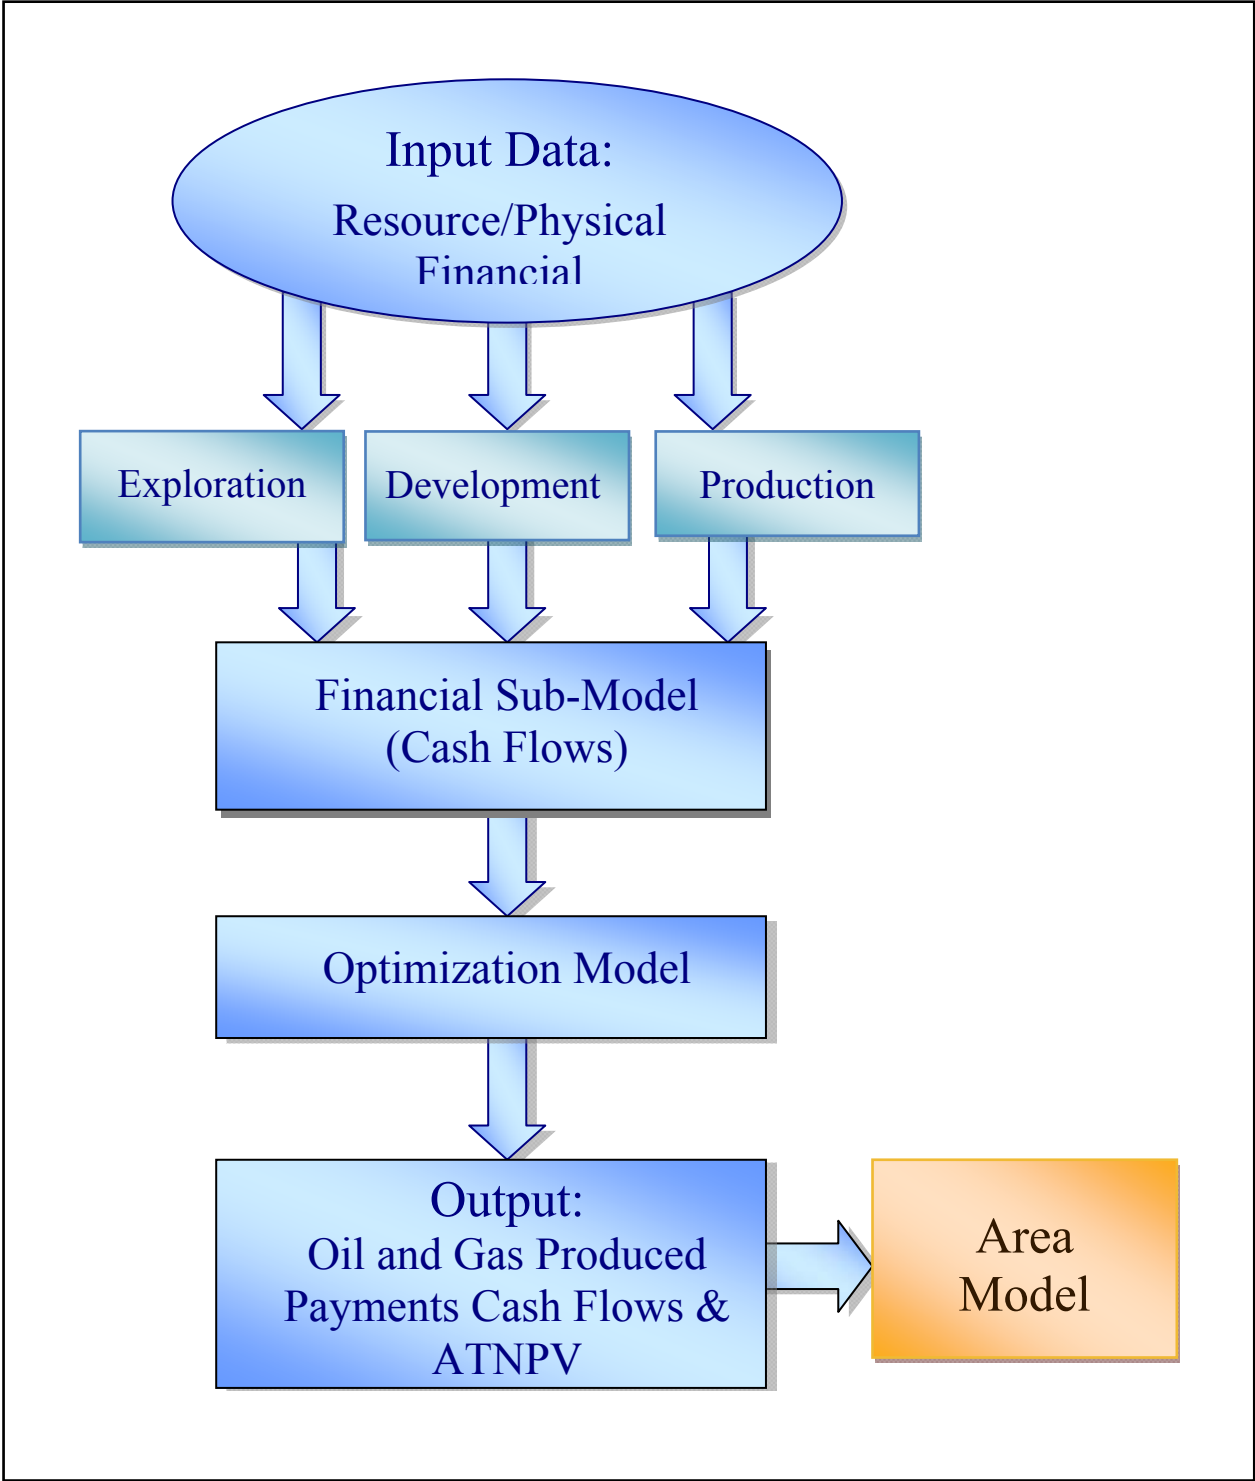 Input Data:
Resource/Physical
Financial
Exploration
Development
Production
Financial Sub-Model
(Cash Flows)
Optimization Model
Output:
Oil and Gas Produced
Payments Cash Flows &
ATNPV
Area
Model